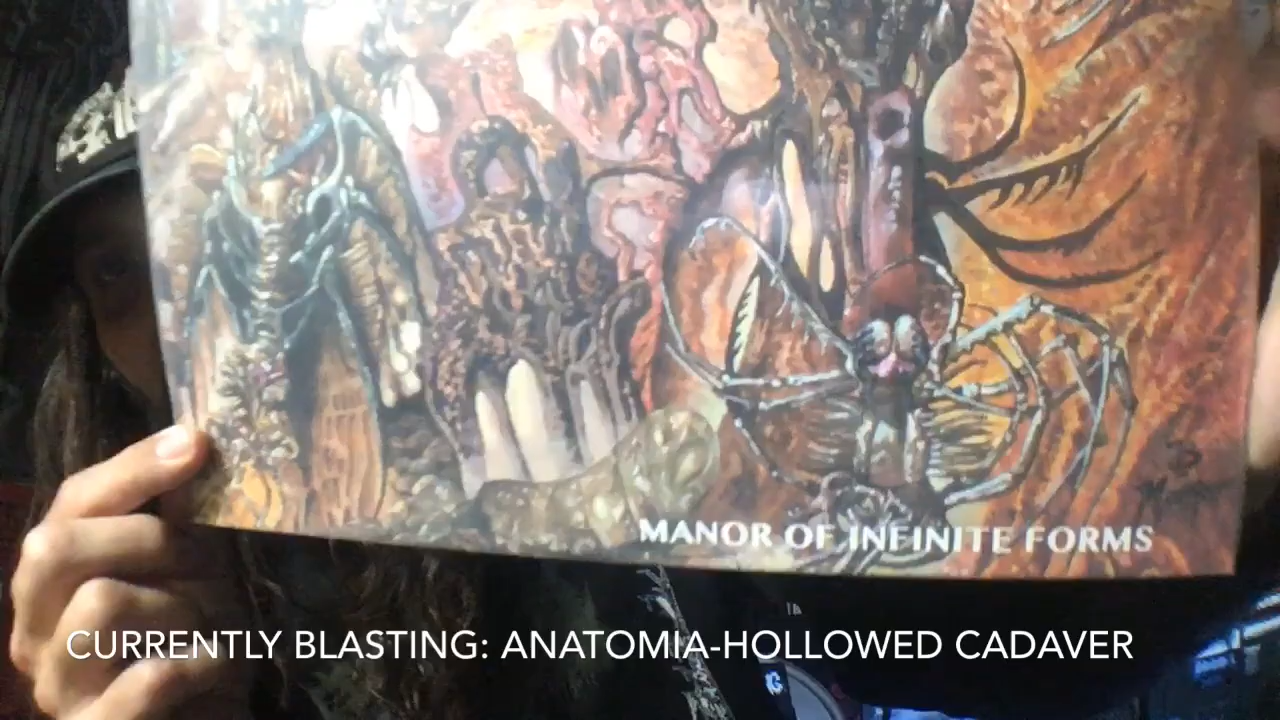 MANOR OF INFINITE FORMS
CURRENTLY BLASTING: ANATOMIA-HOLLOWED CADAVER